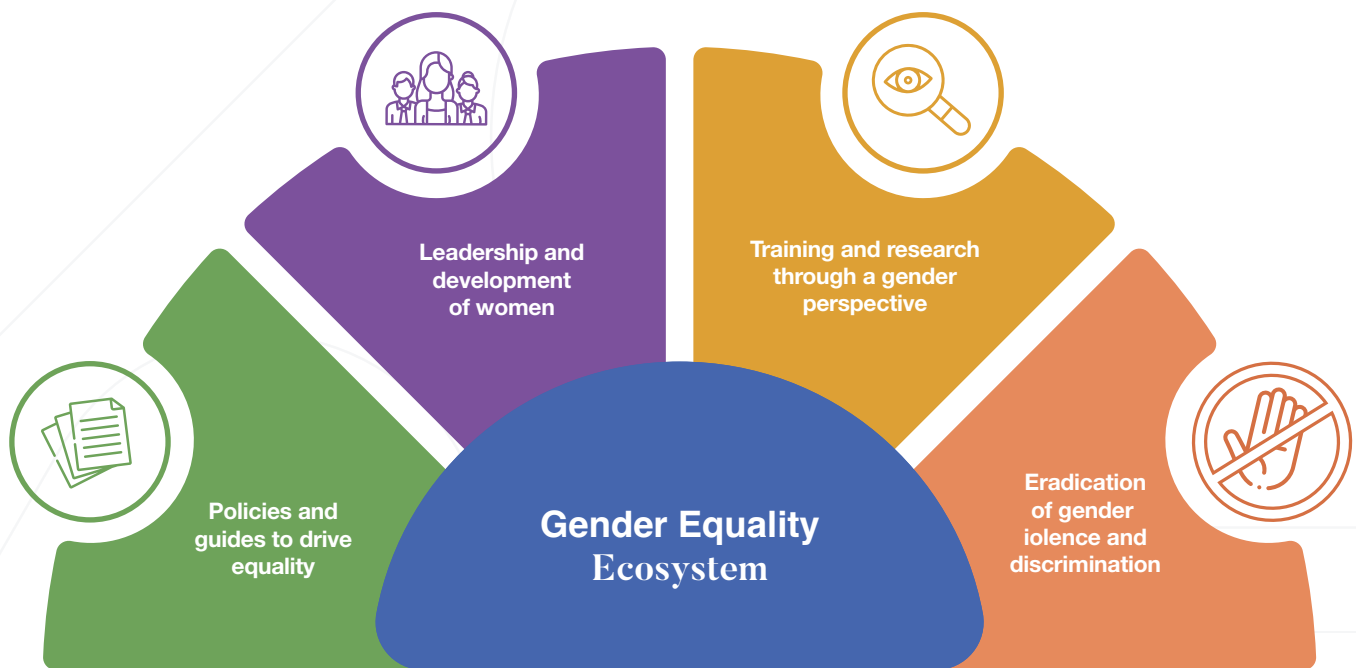 Leadership and
development
of women
Training and research
through a gender
perspective
Policies and
guides to drive
equality
Gender Equality
Ecosystem
Eradication
of gender
iolence and
discrimination